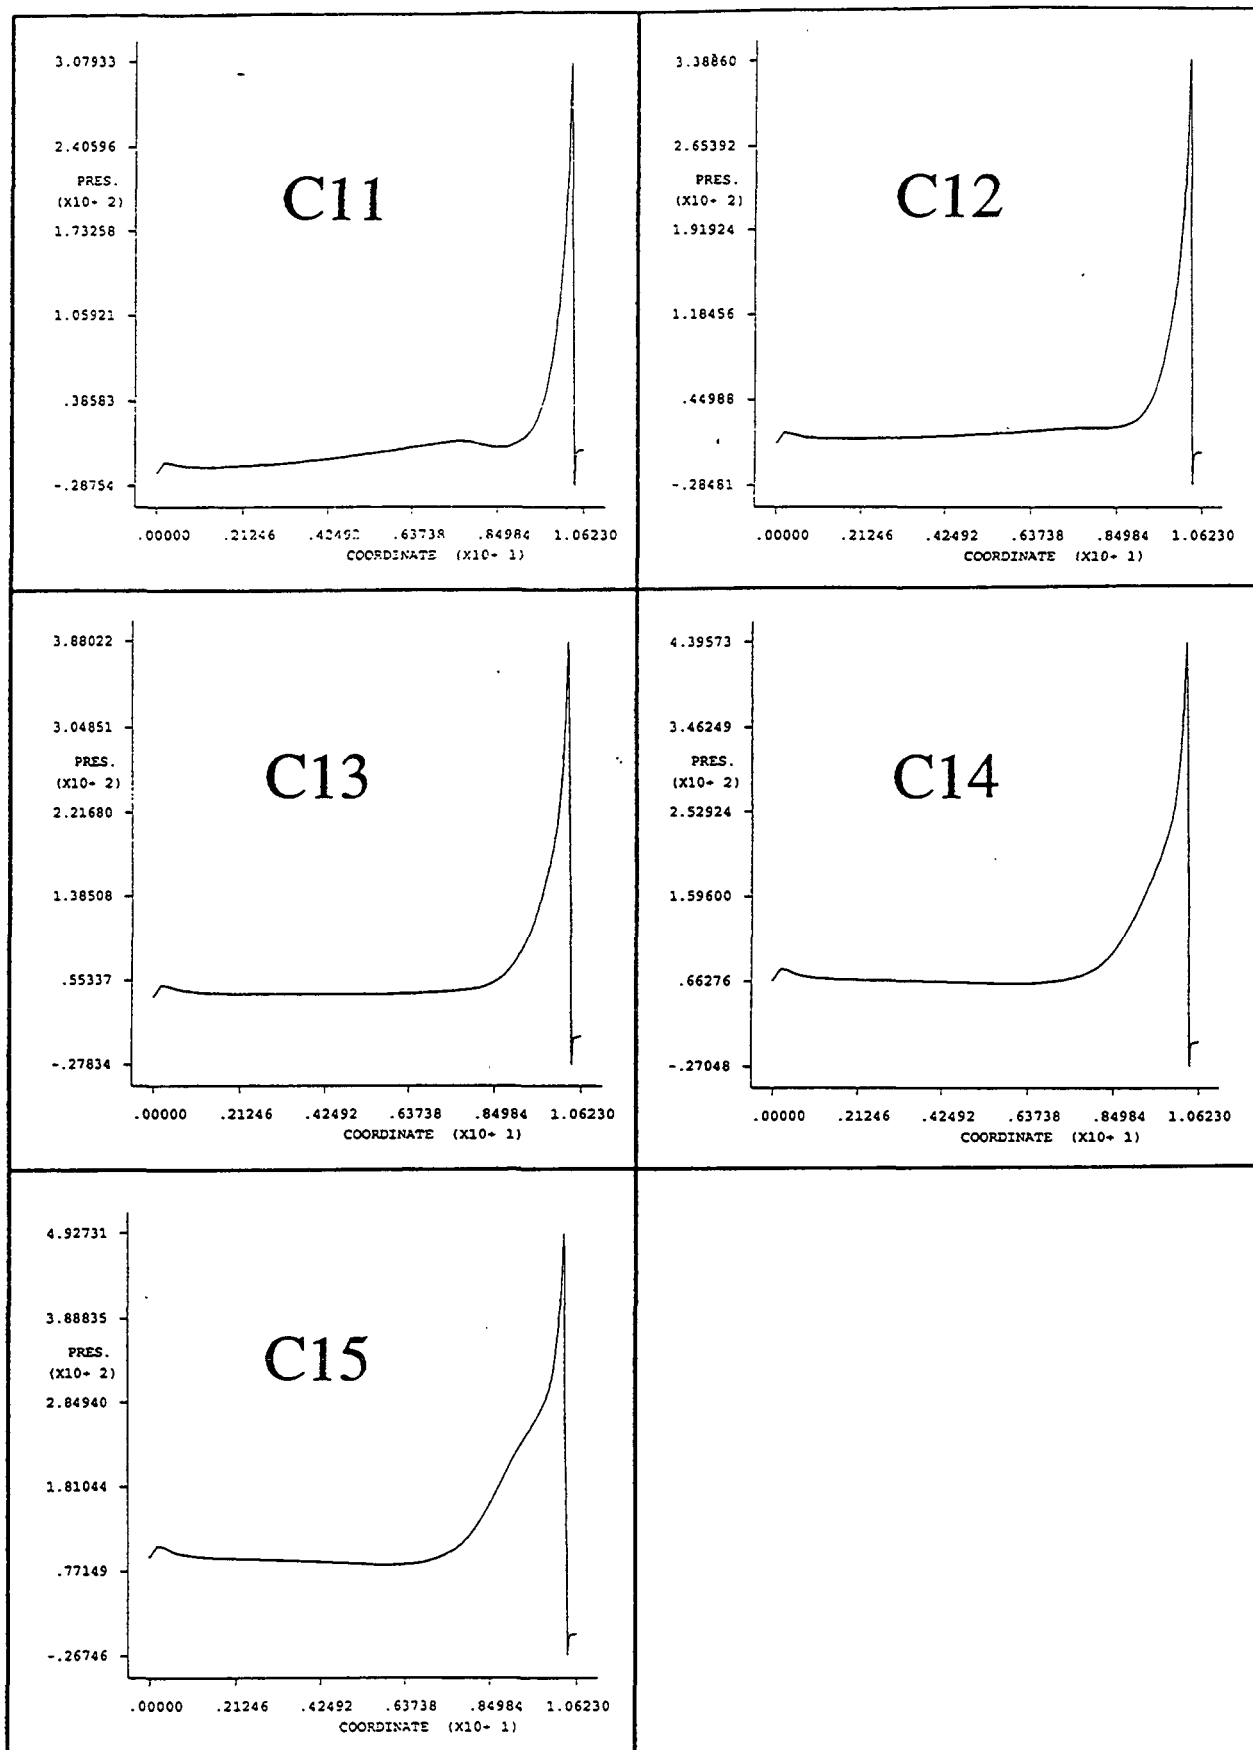 3.07933
2.40596
PRES.
(X10+ 2)
1.73258
1.05921
.38583
-.28754
C11
.00000 .21246 .42492 .63738 .84984 1.06230
COORDINATE (X10+ 1)
3.38860
2.65392
PRES.
(X10+ 2)
1.91924
1.18456
.44988
-.28481
C12
.00000 .21246 .42492 .63738 .84984 1.06230
COORDINATE (X10+ 1)
3.88022
3.04851
PRES.
(X10+ 2)
2.21680
1.38508
.55337
-.27834
C13
.00000 .21246 .42492 .63738 .84984 1.06230
COORDINATE (X10+ 1)
4.39573
3.46249
PRES.
(X10+ 2)
2.52924
1.59600
.66276
-.27048
C14
.00000 .21246 .42492 .63738 .84984 1.06230
COORDINATE (X10+ 1)
4.92731
3.88835
PRES.
(X10+ 2)
2.84940
1.81044
.77149
-.26746
C15
.00000 .21246 .42492 .63738 .84984 1.06230
COORDINATE (X10+ 1)